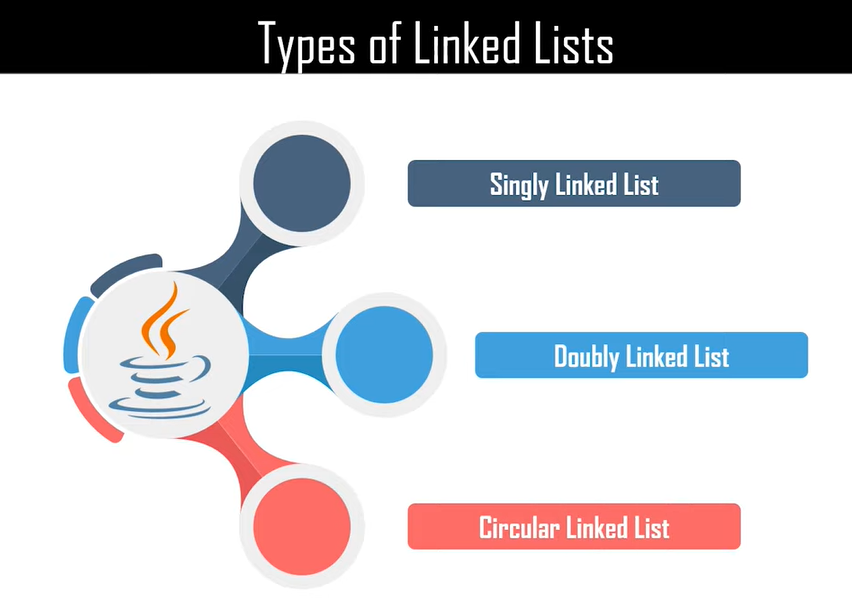 Types of Linked Lists
Singly Linked List
Doubly Linked List
Circular Linked List